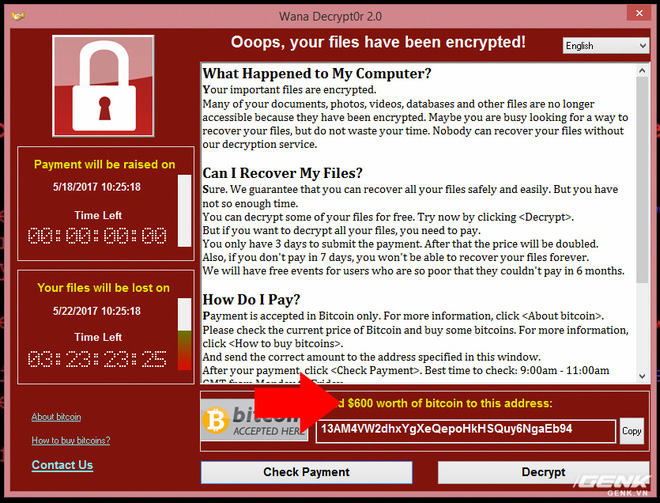 Wana Decrypt0r 2.0
Ooops, your files have been encrypted!
English
What Happened to My Computer?
Your important files are encrypted.
Many of your documents, photos, videos, databases and other files are no longer
accessible because they have been encrypted. Maybe you are busy looking for a way to
recover your files, but do not waste your time. Nobody can recover your files without
our decryption service.
Can I Recover My Files?
Sure. We guarantee that you can recover all your files safely and easily. But you have
not so enough time.
You can decrypt some of your files for free. Try now by clicking <Decrypt>.
But if you want to decrypt all your files, you need to pay.
You only have 3 days to submit the payment. After that the price will be doubled.
Also, if you don't pay in 7 days, you won't be able to recover your files forever.
We will have free events for users who are so poor that they couldn't pay in 6 months.
How Do I Pay?
Payment is accepted in Bitcoin only. For more information, click <About bitcoin>.
Please check the current price of Bitcoin and buy some bitcoins. For more information,
click <How to buy bitcoins>.
And send the correct amount to the address specified in this window.
After your payment, click <Check Payment>. Best time to check: 9:00am - 11:00am
Payment will be raised on
5/18/2017 10:25:18
Time Left
00:00:00:00
Your files will be lost on
5/22/2017 10:25:18
Time Left
03:23:23:25
About bitcoin
How to buy bitcoins?
Contact Us
bitcoin
ACCEPTED HERE
$600 worth of bitcoin to this address:
13AM4VW2dhxYgXeQepoHkHSQuy6NgaEb94
Copy
Check Payment
Decrypt
GENK
GENK.VN